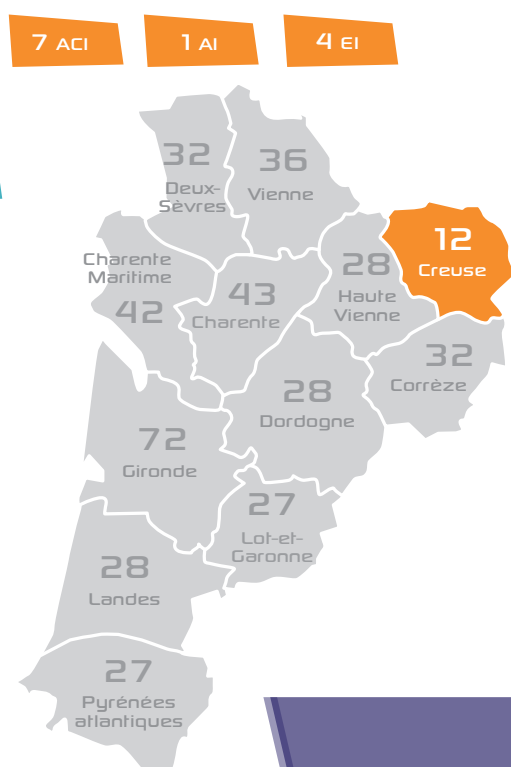 7 ACI
1 AI
4 EI
32
Deux-
Sèvres
36
Vienne
12
Creuse
Charente
Maritime
42
43
Charente
28
Haute
Vienne
32
Corrèze
28
Dordogne
72
Gironde
27
Lot-et-
Garonne
28
Landes
27
Pyrénées
atlantiques